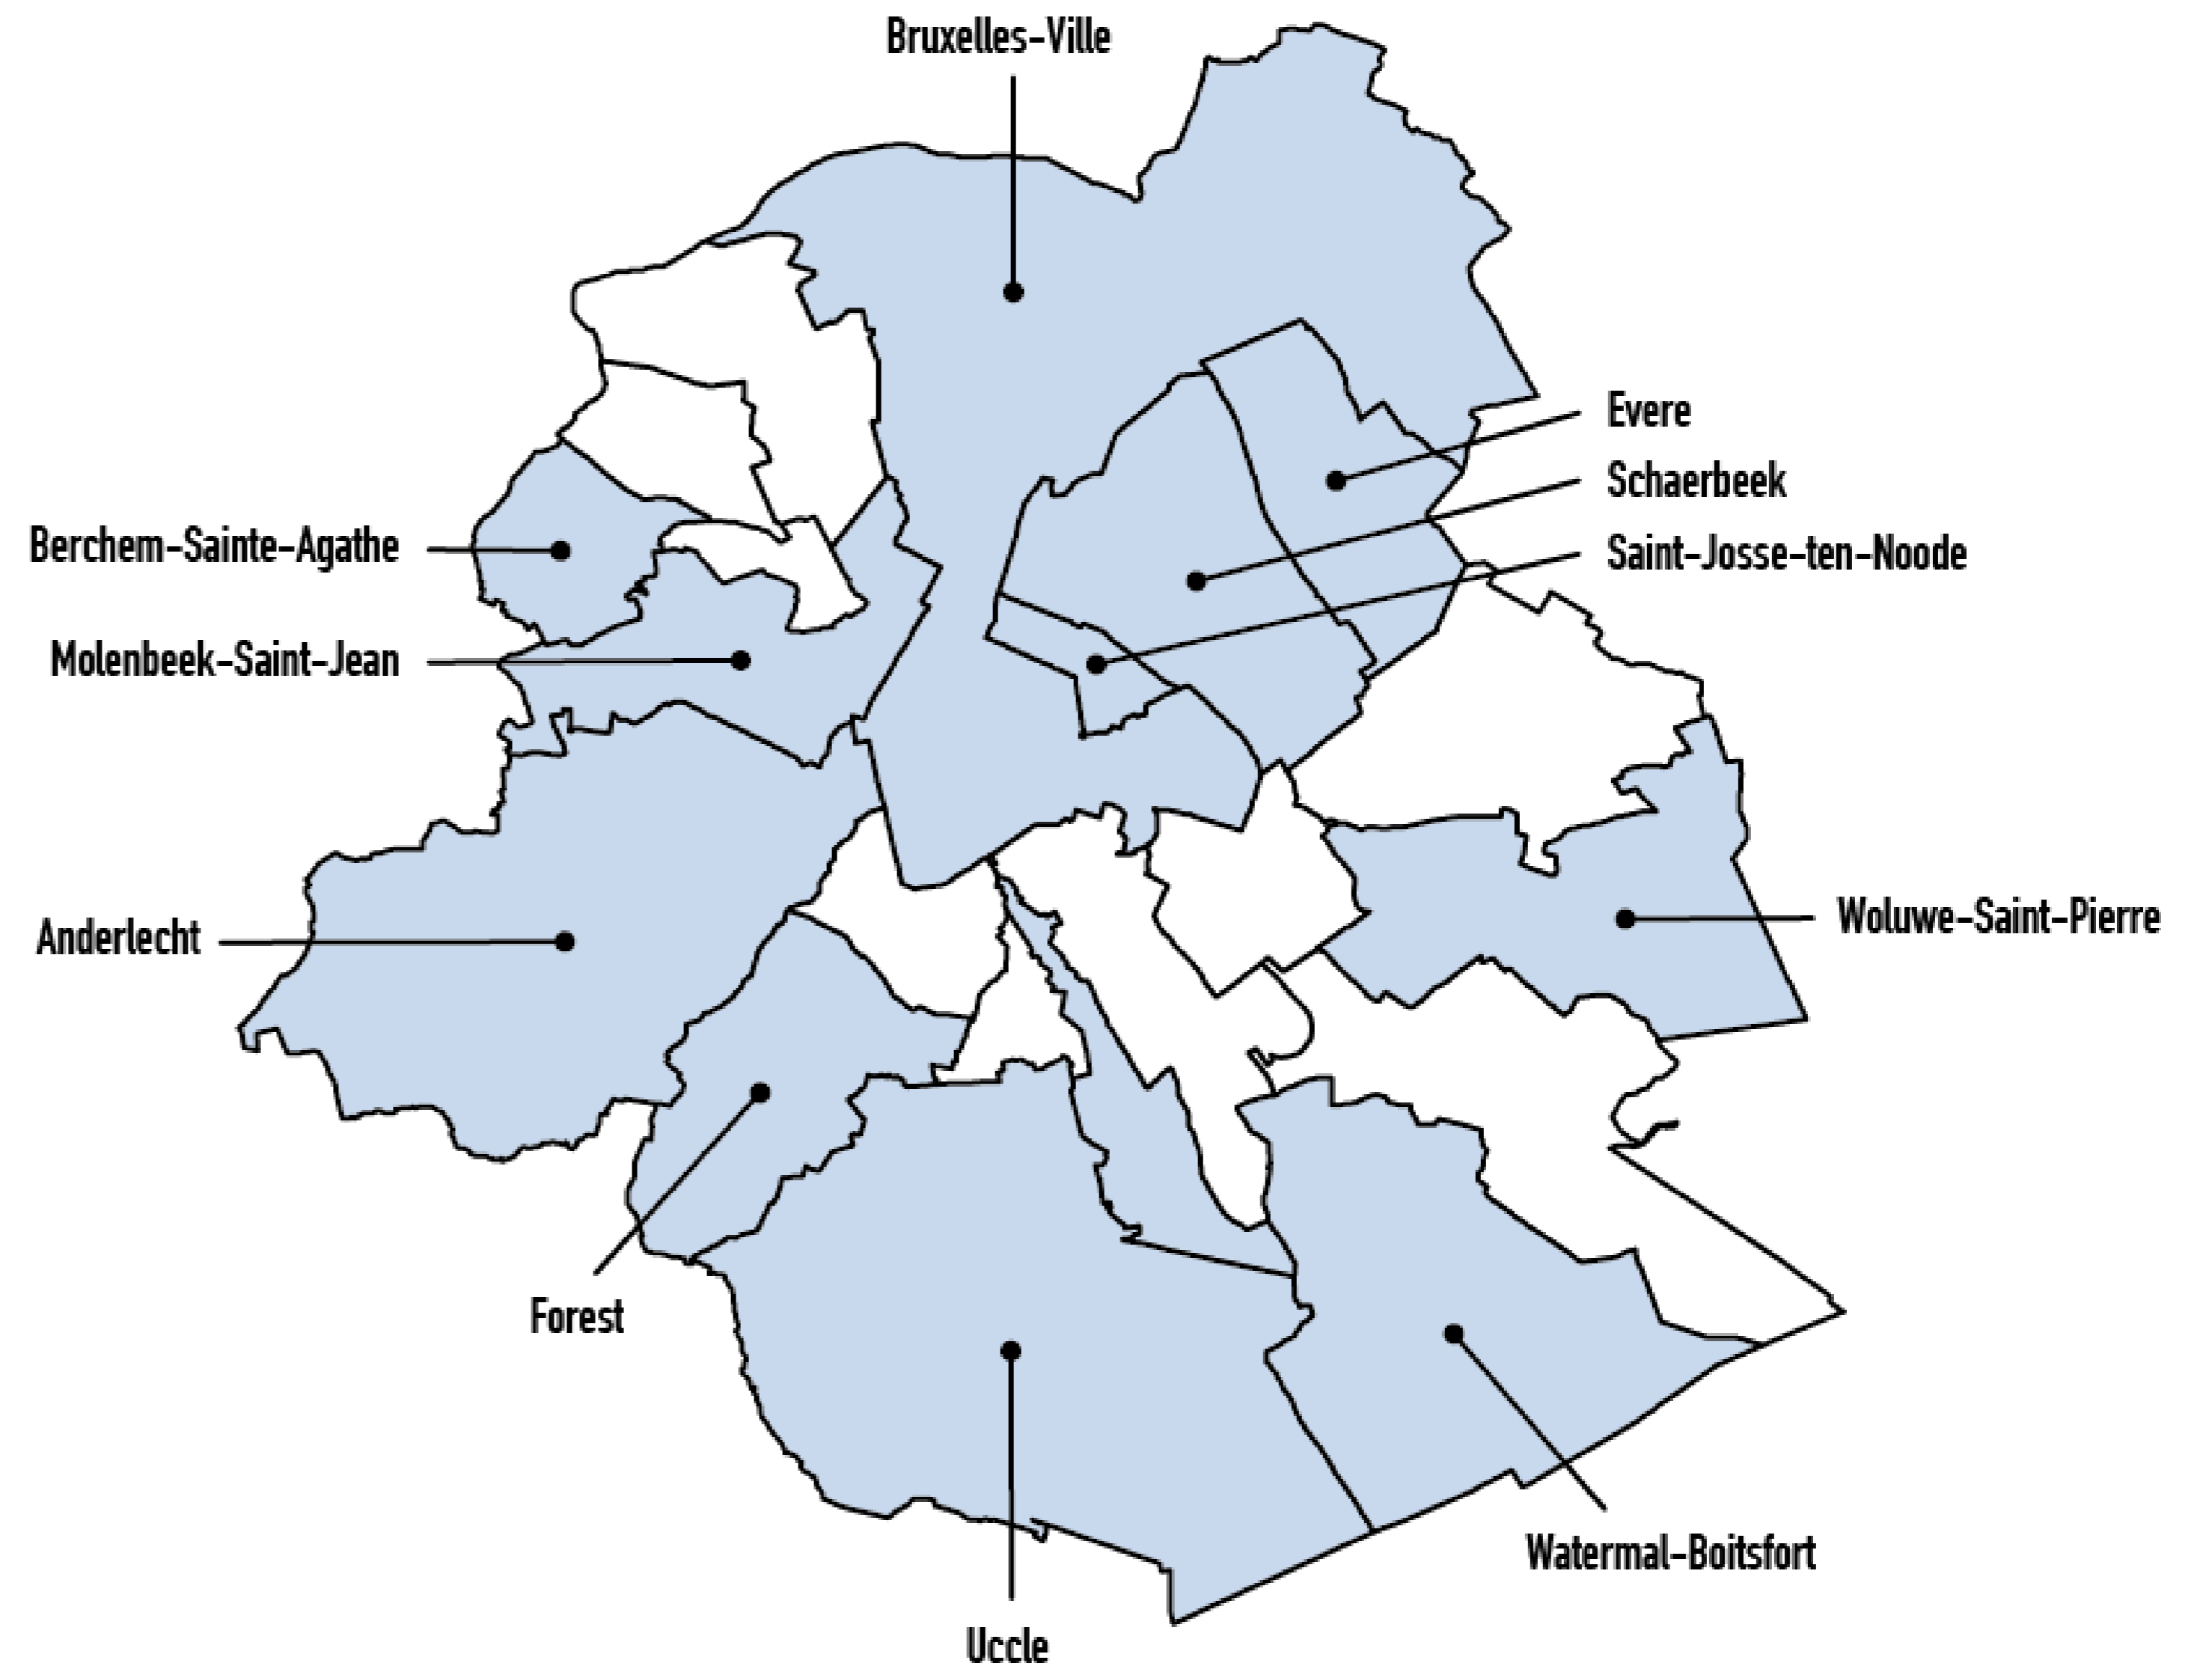 Bruxelles-Ville
Evere
Schaerbeek
Saint-Josse-ten-Noode
Berchem-Sainte-Agathe
Molenbeek-Saint-Jean
Woluwe-Saint-Pierre
Anderlecht
Forest
Watermal-Boitsfort
Uccle